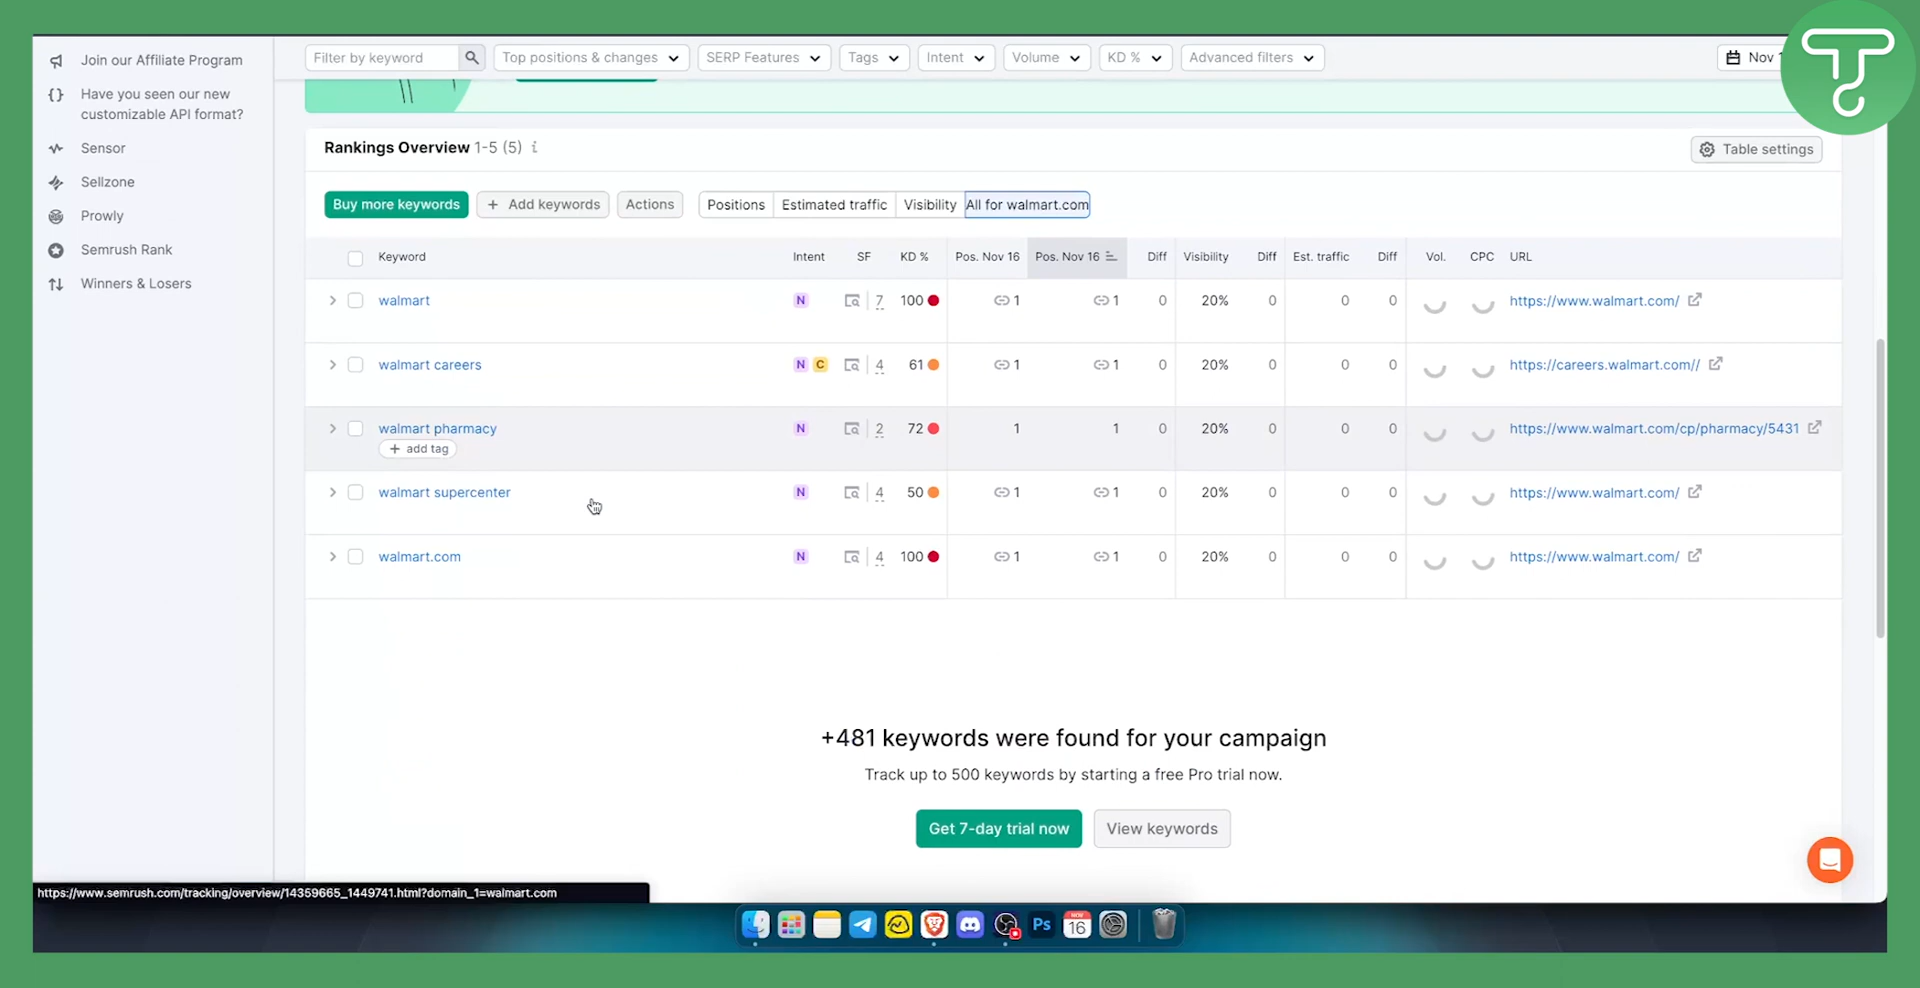 Join our Affiliate Program
Have you seen our new
customizable API format?
Sensor
Sellzone
Prowly
Semrush Rank
Winners & Losers
Filter by keyword
Top positions & changes
SERP Features
Tags
Intent
Volume
KD %
Advanced filters
Nov 1
Rankings Overview 1-5 (5) i
Table settings
Buy more keywords
+ Add keywords
Actions
Positions
Estimated traffic
Visibility
All for walmart.com
Keyword Intent SF KD % Pos. Nov 16 Pos. Nov 16 Diff Visibility Diff Est. traffic Diff Vol. CPC URL
walmart N 7 100 1 1 0 20% 0 0 0 https://www.walmart.com/
walmart careers N C 4 61 1 1 0 20% 0 0 0 https://careers.walmart.com//
walmart pharmacy N 2 72 1 1 0 20% 0 0 0 https://www.walmart.com/cp/pharmacy/5431
+ add tag
walmart supercenter N 4 50 1 1 0 20% 0 0 0 https://www.walmart.com/
walmart.com N 4 100 1 1 0 20% 0 0 0 https://www.walmart.com/
+481 keywords were found for your campaign
Track up to 500 keywords by starting a free Pro trial now.
Get 7-day trial now
View keywords
https://www.semrush.com/tracking/overview/14359665_1449741.html?domain_1=walmart.com
Ps
NOV
16